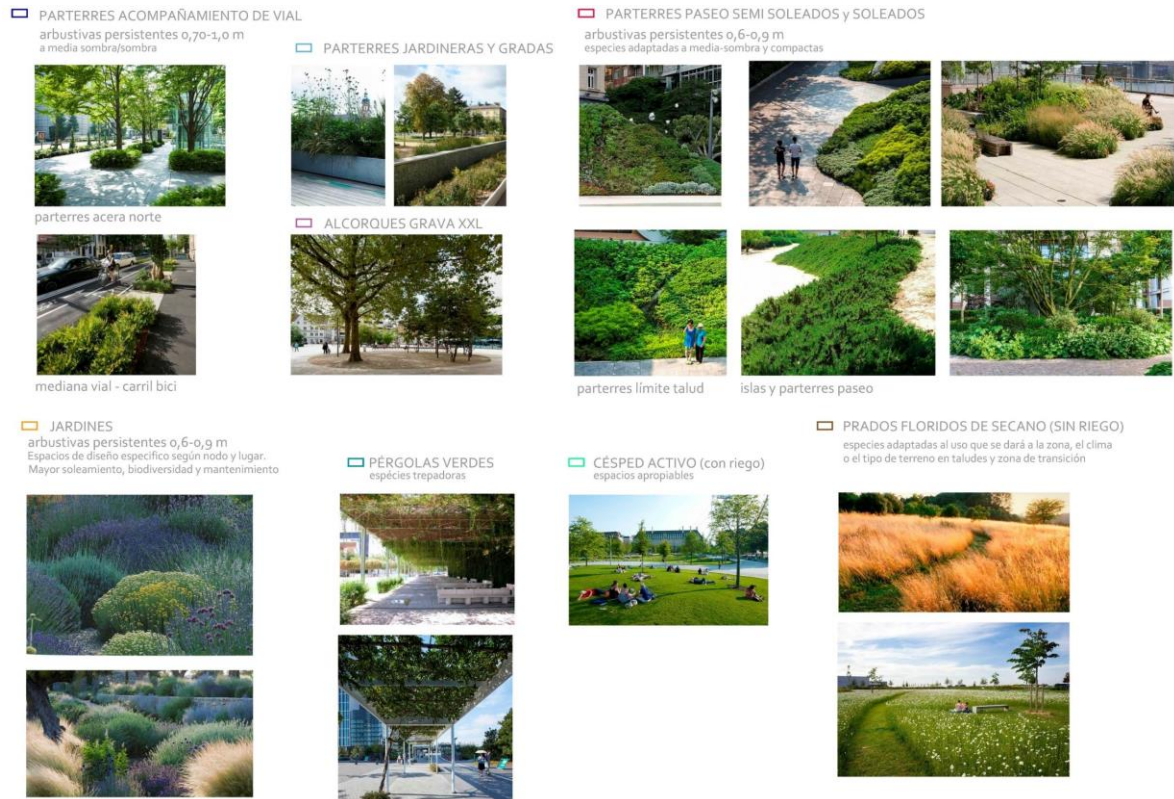 PARTERRES ACOMPAÑAMIENTO DE VIAL
arbustivas persistentes 0,70-1,0 m
a media sombra/sombra
parterres acera norte
mediana vial - carril bici
PARTERRES JARDINERAS Y GRADAS
ALCORQUES GRAVA XXL
PARTERRES PASEO SEMI SOLEADOS y SOLEADOS
arbustivas persistentes 0,6-0,9 m
especies adaptadas a media-sombra y compactas
parterres límite talud
islas y parterres paseo
JARDINES
arbustivas persistentes 0,6-0,9 m
Espacios de diseño especifico según nodo y lugar.
Mayor soleamiento, biodiversidad y mantenimiento
PÉRGOLAS VERDES
espécies trepadoras
CÉSPED ACTIVO (con riego)
espacios apropiables
PRADOS FLORIDOS DE SECANO (SIN RIEGO)
especies adaptadas al uso que se dará a la zona, el clima
o el tipo de terreno en taludes y zona de transición